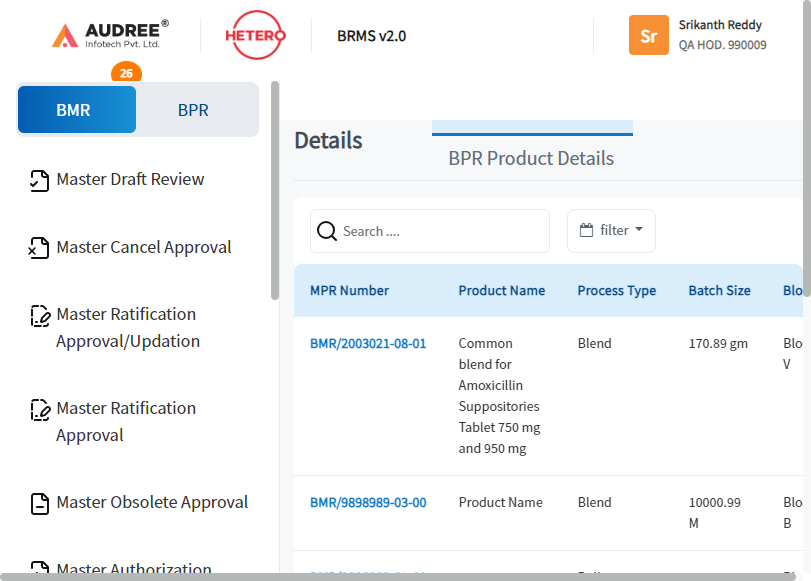 AUDREE®
Infotech Pvt. Ltd.
HETERO
BRMS v2.0
Sr
Srikanth Reddy
QA HOD. 990009
26
BMR
BPR
Master Draft Review
Master Cancel Approval
Master Ratification
Approval/Updation
Master Ratification
Approval
Master Obsolete Approval
Master Authorization
Details
BPR Product Details
Search ....
filter
MPR Number Product Name Process Type Batch Size Blo
BMR/2003021-08-01 Common Blend 170.89 gm Blo
blend for V
Amoxicillin
Suppositories
Tablet 750 mg
and 950 mg
BMR/9898989-03-00 Product Name Blend 10000.99 Blo
M B